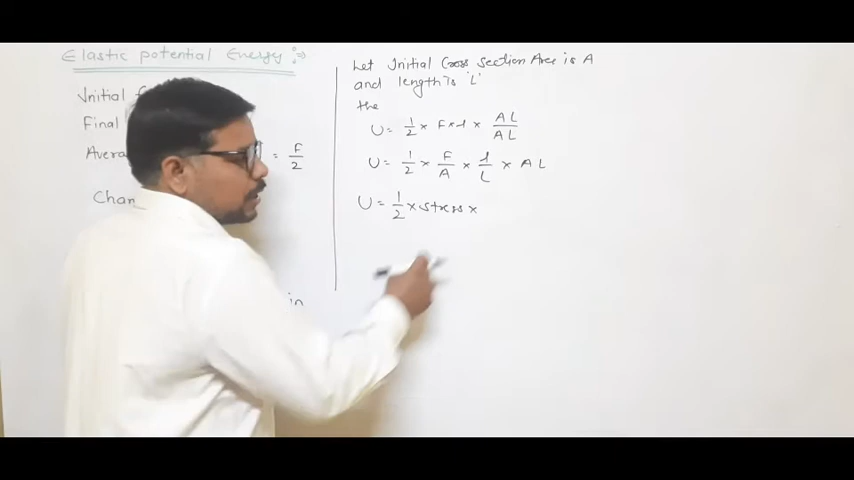 Elastic potential Energy :⇒
Initial
Final
Avera = F/2
Chan
in
Let Initial Cross Section Area is A
and length is 'L'
the
U = 1/2 × F × l × AL/AL
U = 1/2 × F/A × l/L × AL
U = 1/2 × stress ×